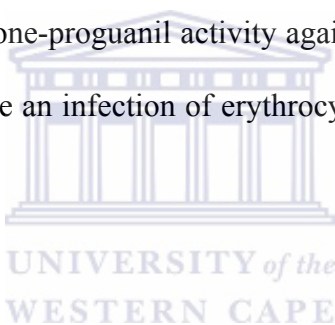 one-proguanil activity agai
e an infection of erythrocy
UNIVERSITY of the
WESTERN CAPE